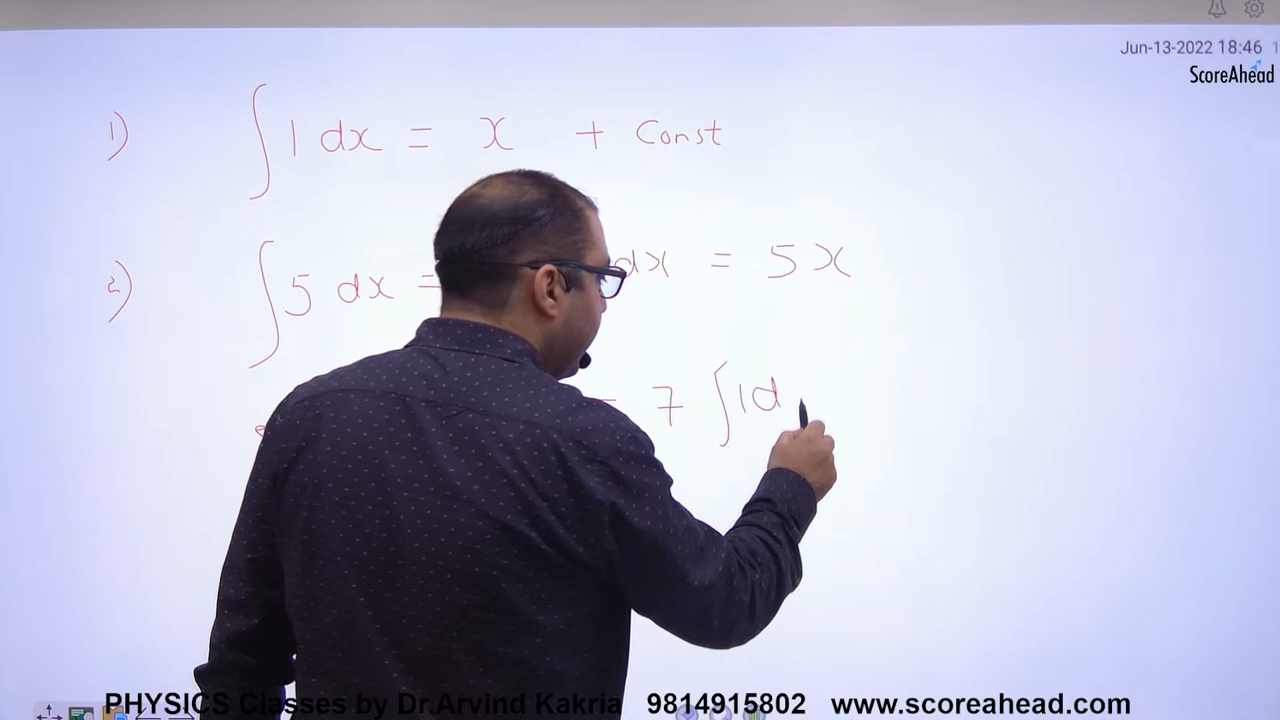 Jun-13-2022 18:46
ScoreAhead
1) ∫ 1 dx = x + Const
2) ∫ 5 dx = dx = 5x
= 7 ∫ 1 d
PHYSICS Classes by Dr.Arvind Kakria 9814915802 www.scoreahead.com